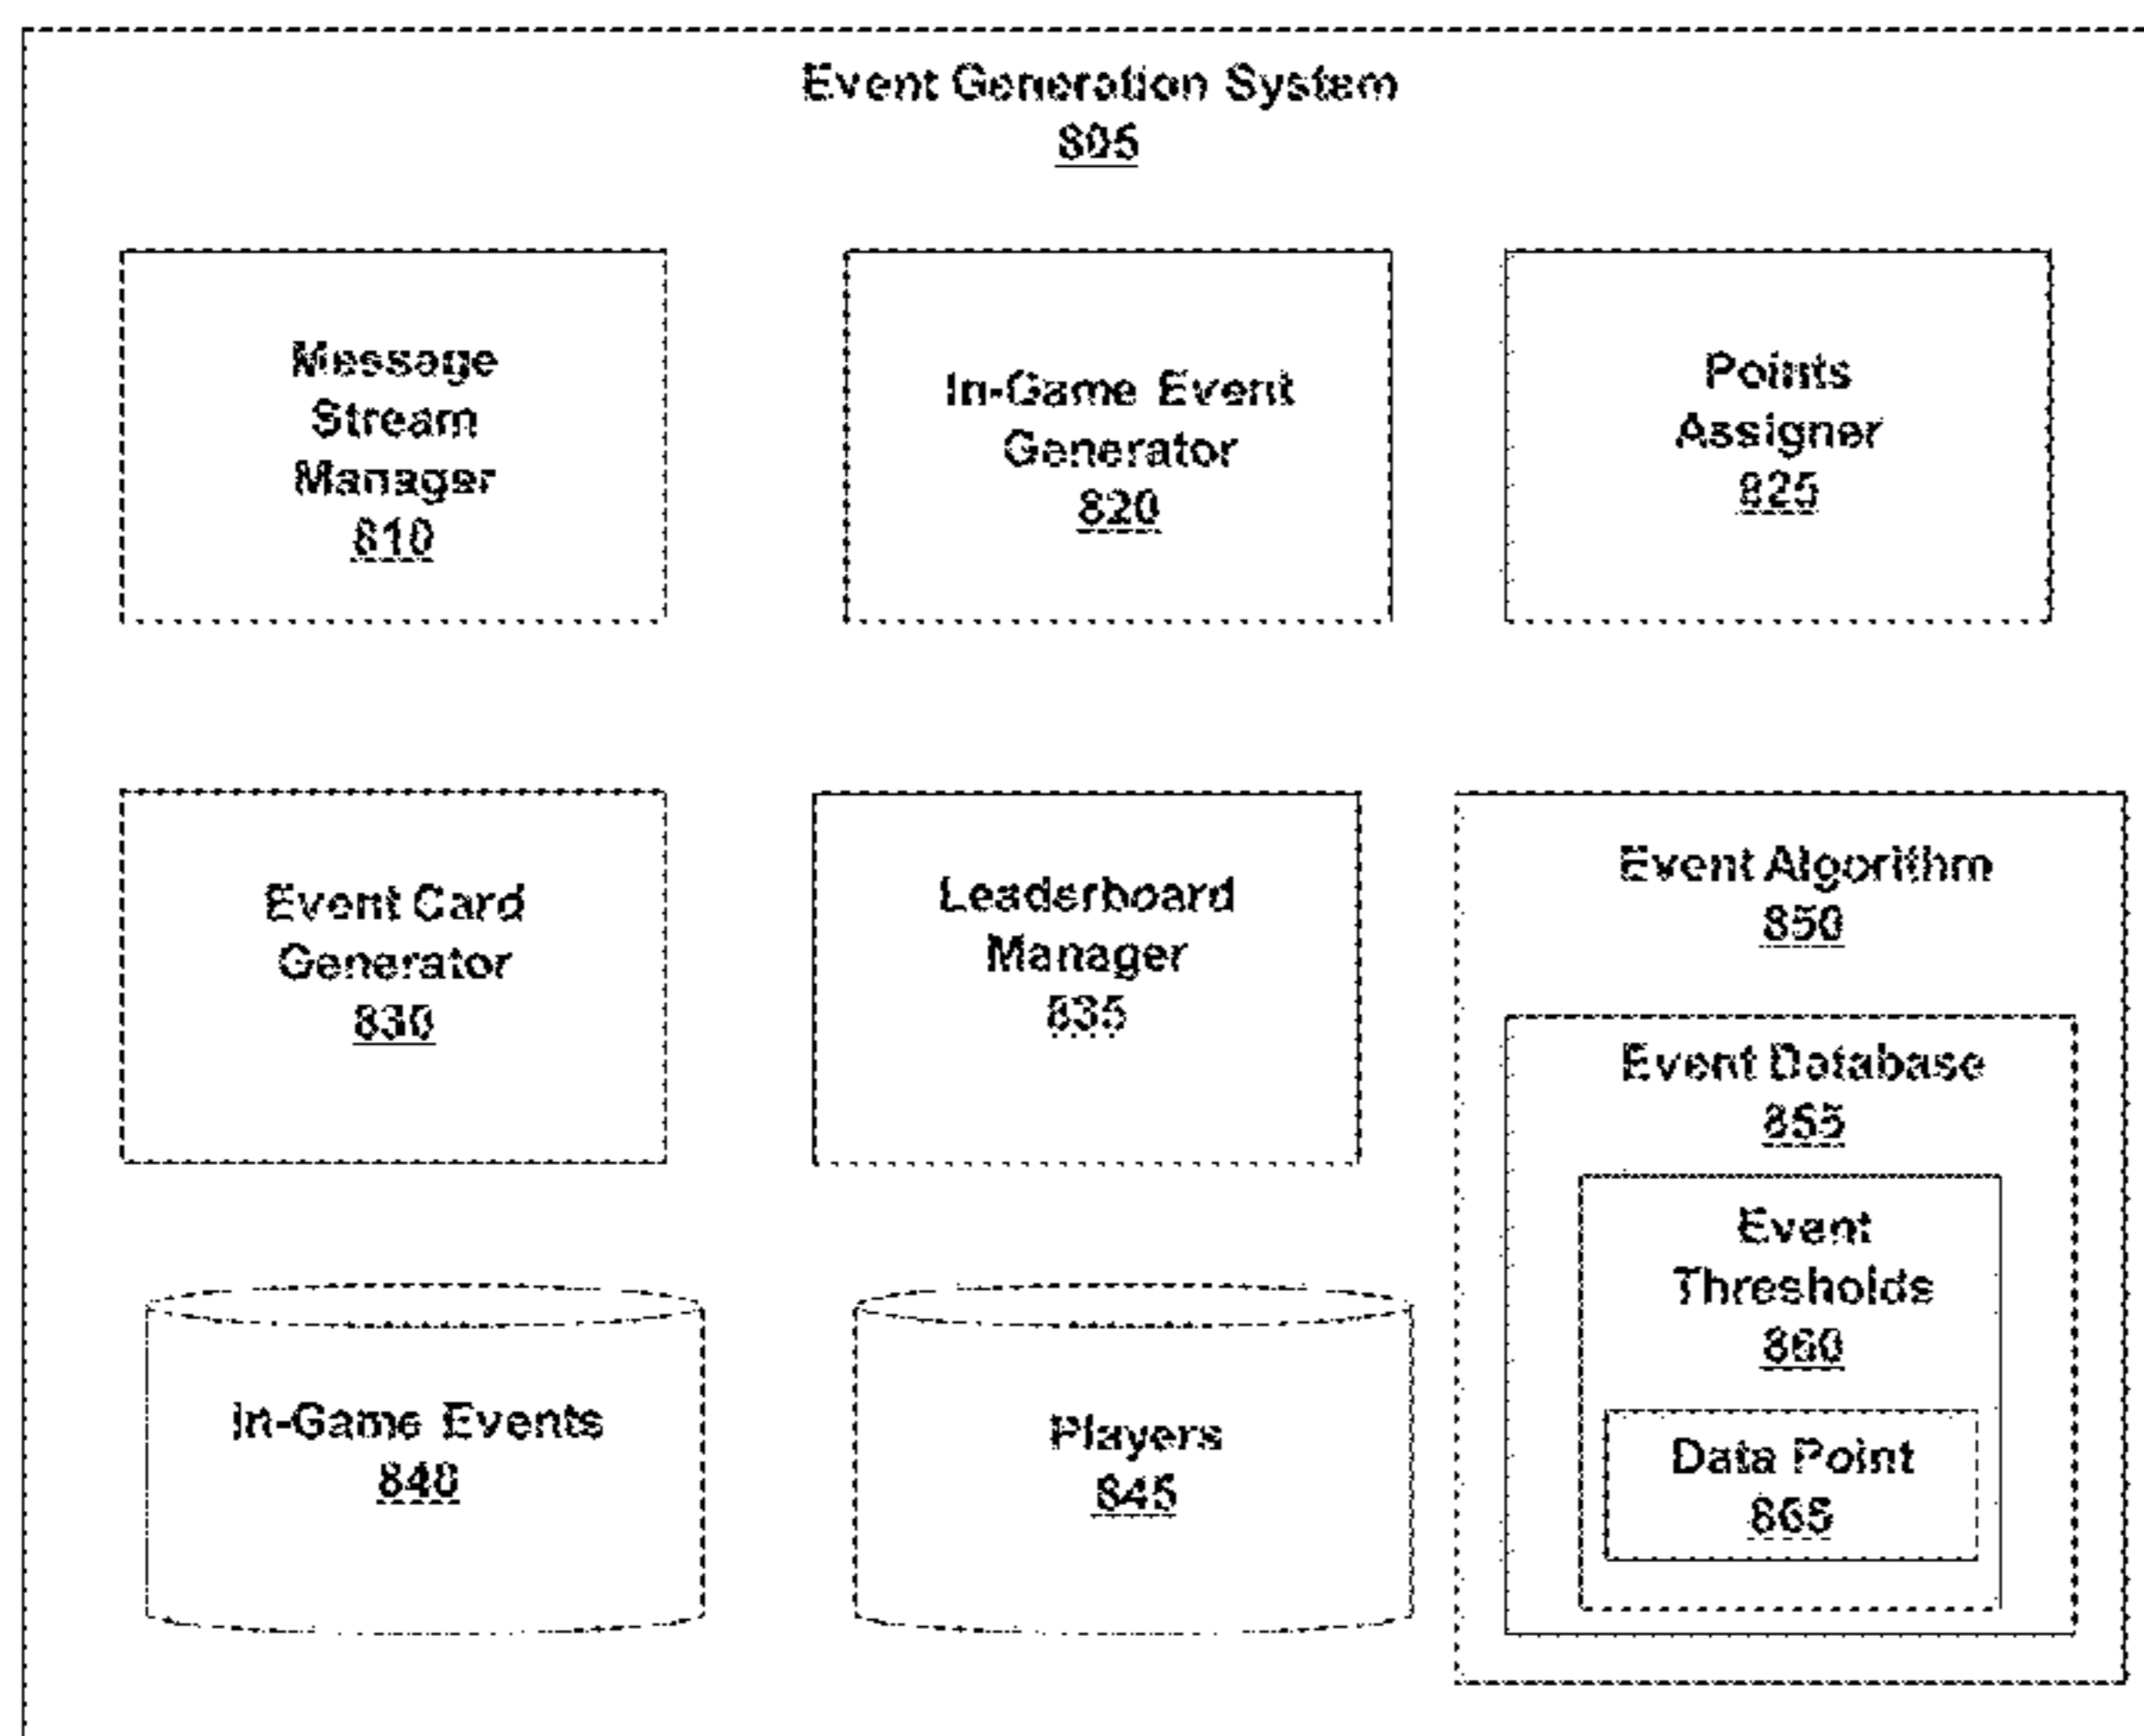 Event Generation System
805
Message
Stream
Manager
810
In-Game Event
Generator
820
Points
Assigner
825
Event Card
Generator
830
Leaderboard
Manager
835
Event Algorithm
850
Event Database
855
Event
Thresholds
860
Data Point
865
In-Game Events
840
Players
845